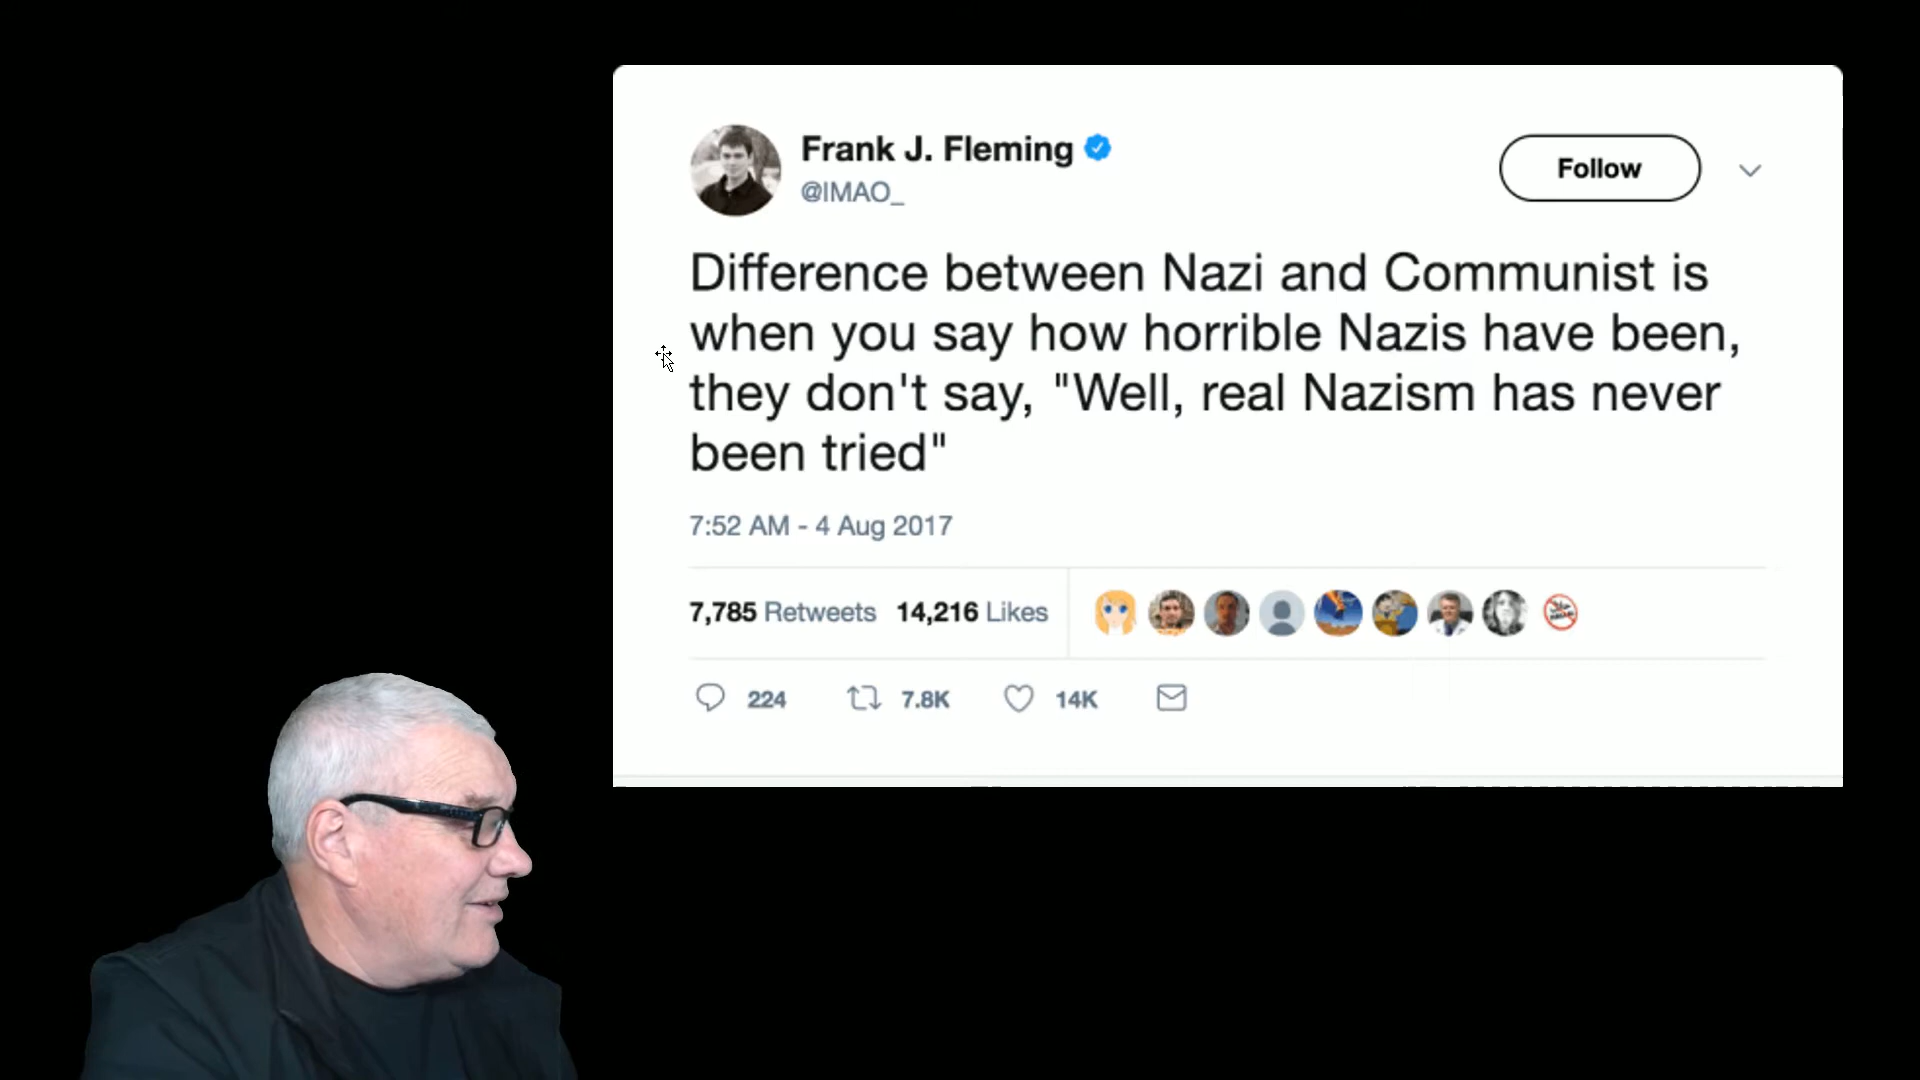 Frank J. Fleming
@IMAO_
Follow
Difference between Nazi and Communist is
when you say how horrible Nazis have been,
they don't say, "Well, real Nazism has never
been tried"
7:52 AM - 4 Aug 2017
7,785 Retweets 14,216 Likes
224 7.8K 14K